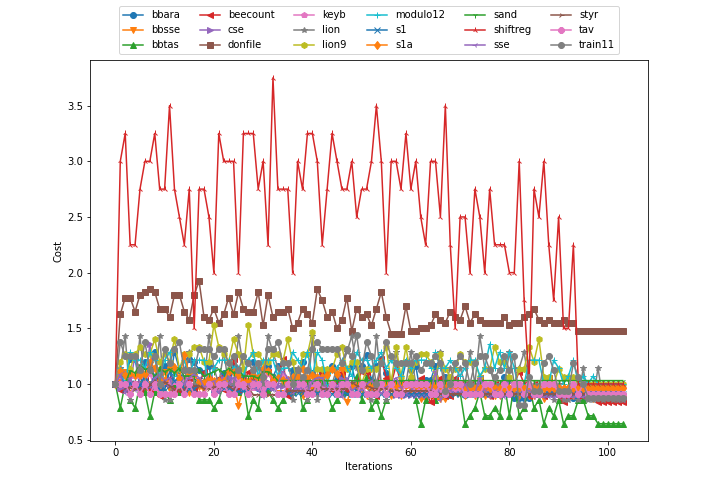 bbara beecount keyb modulo12 sand styr
bbsse cse lion s1 shiftreg tav
bbtas donfile lion9 s1a sse train11
3.5
3.0
2.5
2.0
1.5
1.0
0.5
Cost
0 20 40 60 80 100
Iterations